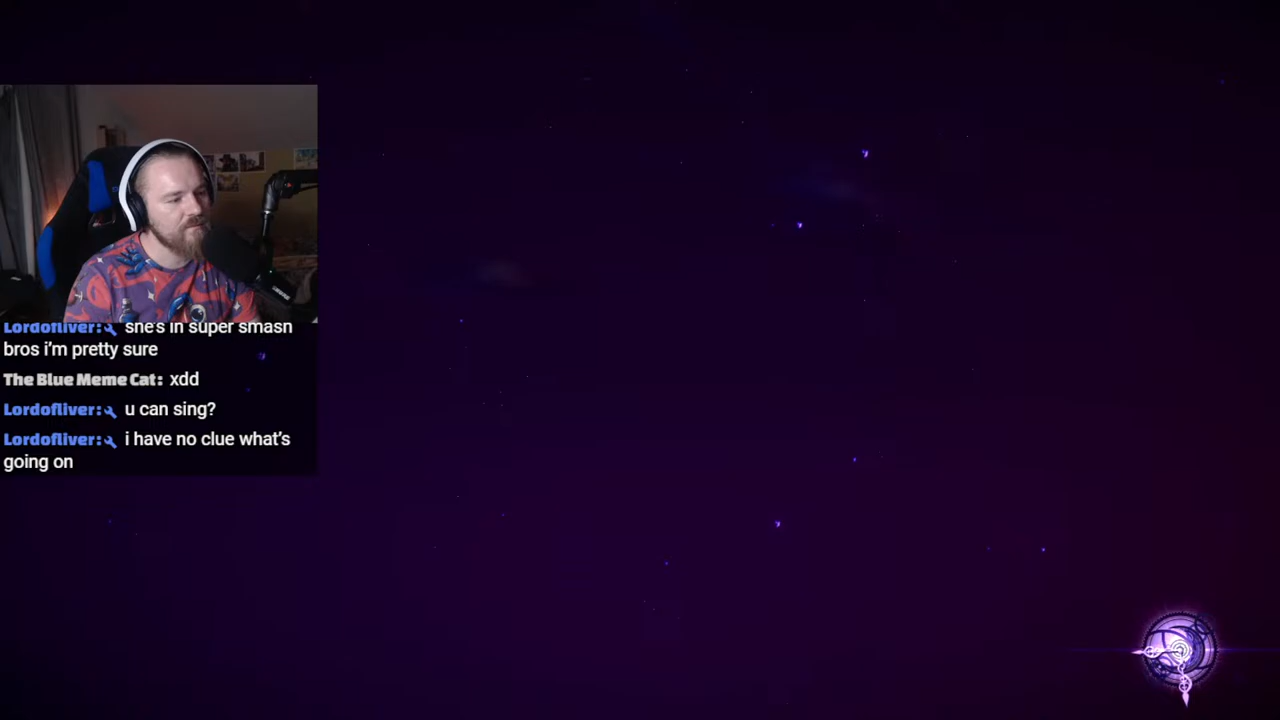 Lordofliver: she's in super smash
bros i'm pretty sure
The Blue Meme Cat: xdd
Lordofliver: u can sing?
Lordofliver: i have no clue what's
going on